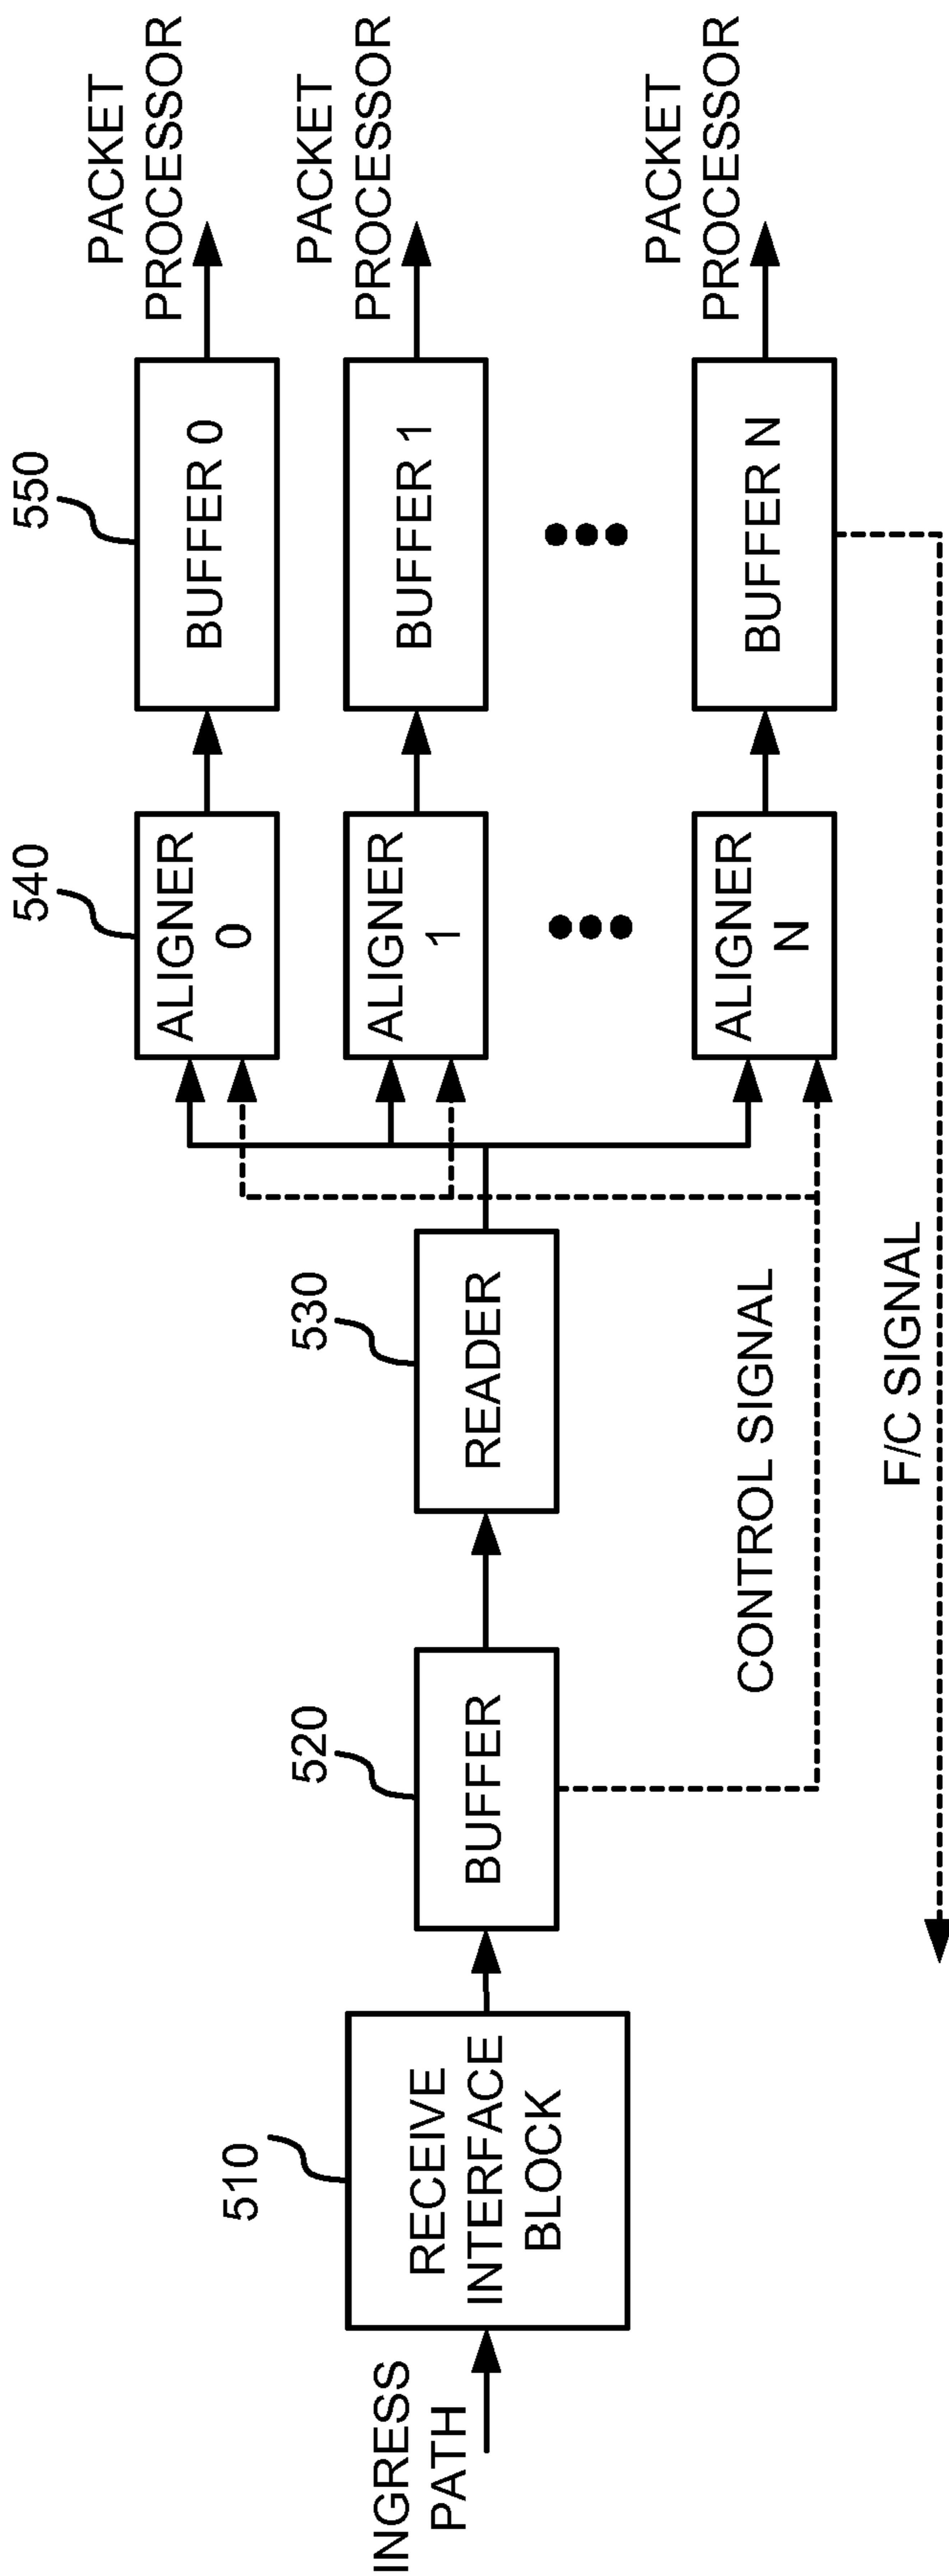 INGRESS
PATH
510
RECEIVE
INTERFACE
BLOCK
520
BUFFER
530
READER
CONTROL SIGNAL
F/C SIGNAL
540
ALIGNER
0
ALIGNER
1
ALIGNER
N
550
BUFFER 0
BUFFER 1
BUFFER N
PACKET
PROCESSOR
PACKET
PROCESSOR
PACKET
PROCESSOR